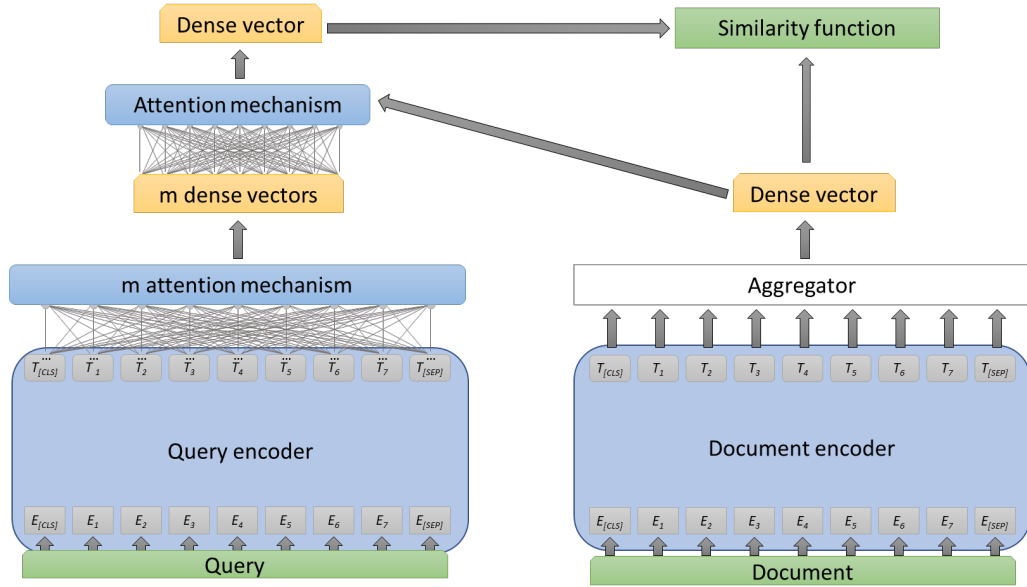 Dense vector
Similarity function
Attention mechanism
m dense vectors
Dense vector
m attention mechanism
Aggregator
... ... ... ... ... ... ... ... ...
T[CLS] T1 T2 T3 T4 T5 T6 T7 T[SEP]
T[CLS] T1 T2 T3 T4 T5 T6 T7 T[SEP]
Query encoder
Document encoder
E[CLS] E1 E2 E3 E4 E5 E6 E7 E[SEP]
E[CLS] E1 E2 E3 E4 E5 E6 E7 E[SEP]
Query
Document